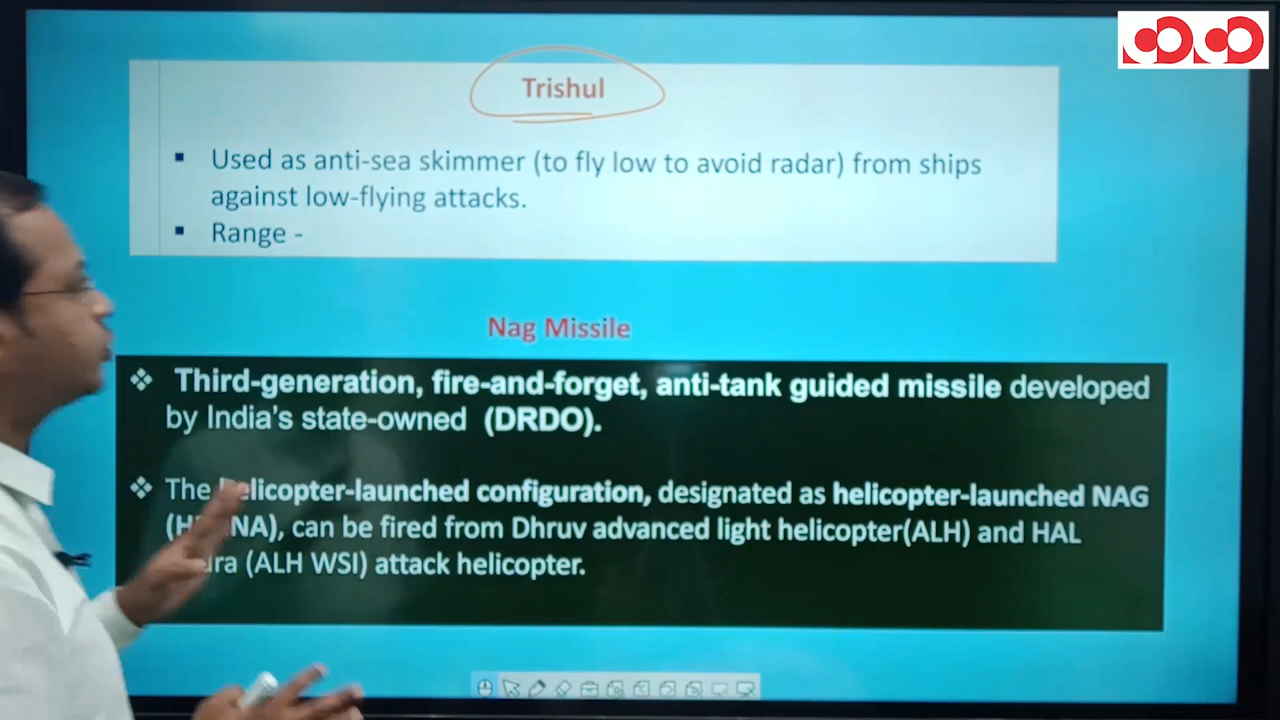 Trishul
▪ Used as anti-sea skimmer (to fly low to avoid radar) from ships
against low-flying attacks.
▪ Range -
Nag Missile
❖ Third-generation, fire-and-forget, anti-tank guided missile developed
by India's state-owned (DRDO).
❖ The helicopter-launched configuration, designated as helicopter-launched NAG
can be fired from Dhruv advanced light helicopter(ALH) and HAL
(ALH WSI) attack helicopter.